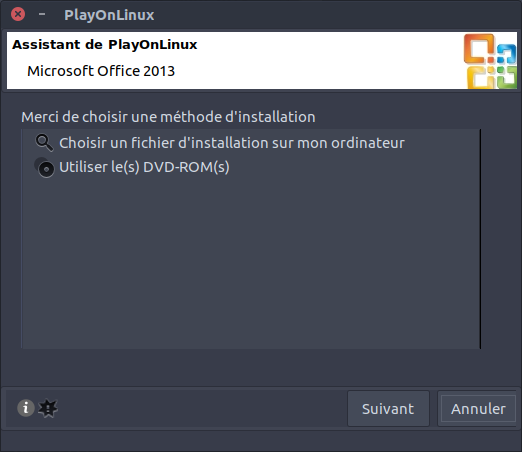 PlayOnLinux
Assistant de PlayOnLinux
Microsoft Office 2013
Merci de choisir une méthode d'installation
Choisir un fichier d'installation sur mon ordinateur
Utiliser le(s) DVD-ROM(s)
Suivant
Annuler